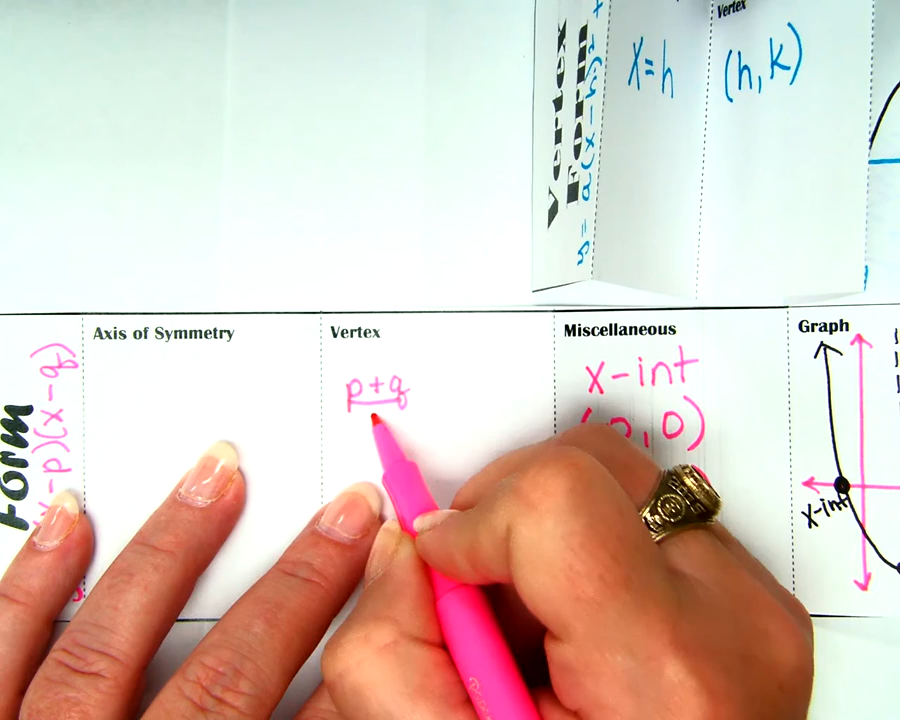 Vertex
Form
y = a(x-h)² +
x=h
Vertex
(h,k)
Form
(x-p)(x-q)
Axis of Symmetry
Vertex
p+q
Miscellaneous
x-int
(p,0)
Graph
x-int